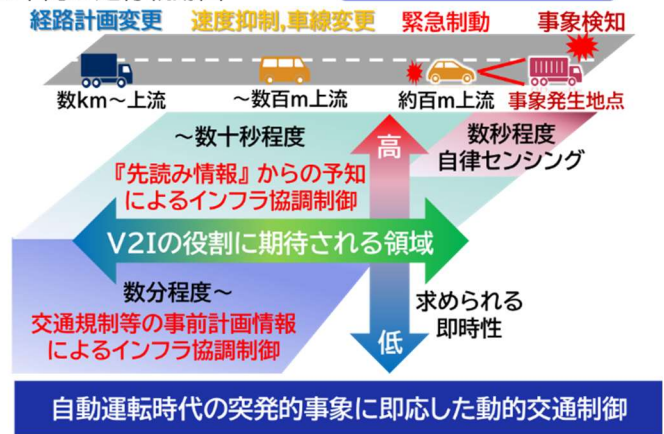 経路計画変更 速度抑制,車線変更 緊急制動 事象検知
数km～上流 ～数百m上流 約百m上流 事象発生地点
～数十秒程度 高 数秒程度
自律センシング
『先読み情報』からの予知
によるインフラ協調制御
V2Iの役割に期待される領域
数分程度～ 求められる
即時性
交通規制等の事前計画情報
によるインフラ協調制御 低
自動運転時代の突発的事象に即応した動的交通制御